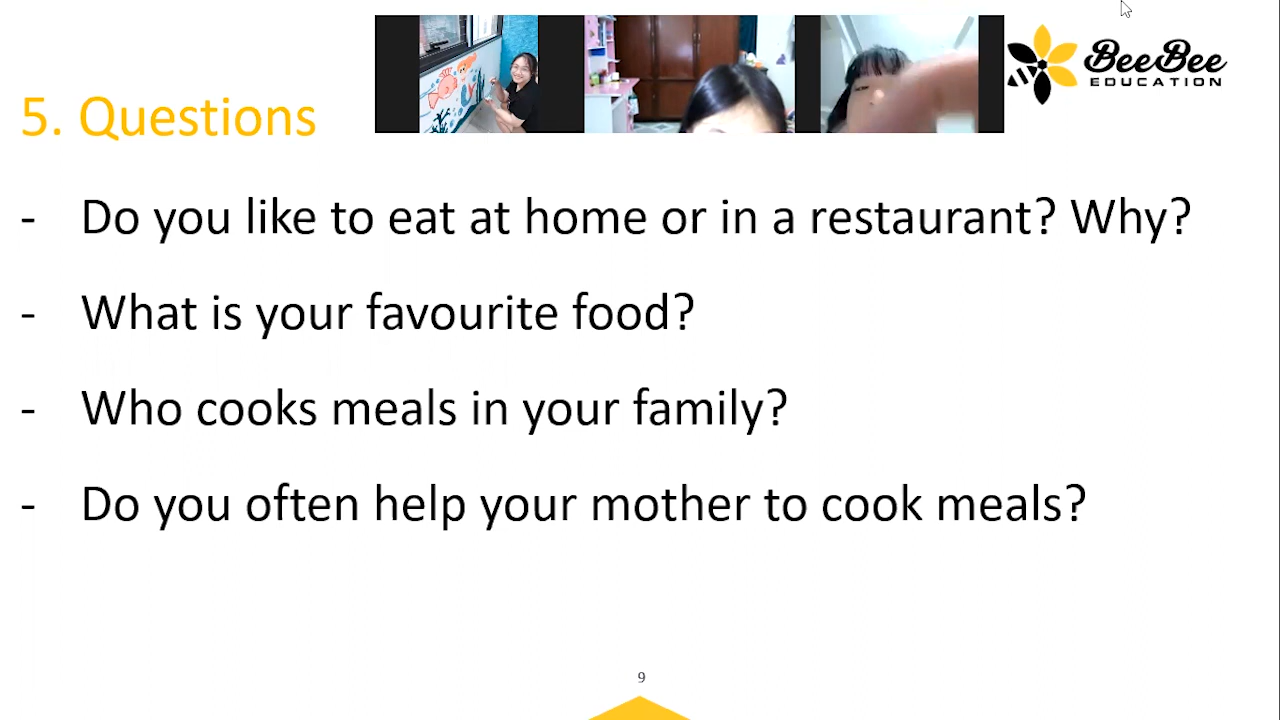 BeeBee
EDUCATION
5. Questions
- Do you like to eat at home or in a restaurant? Why?
- What is your favourite food?
- Who cooks meals in your family?
- Do you often help your mother to cook meals?
9